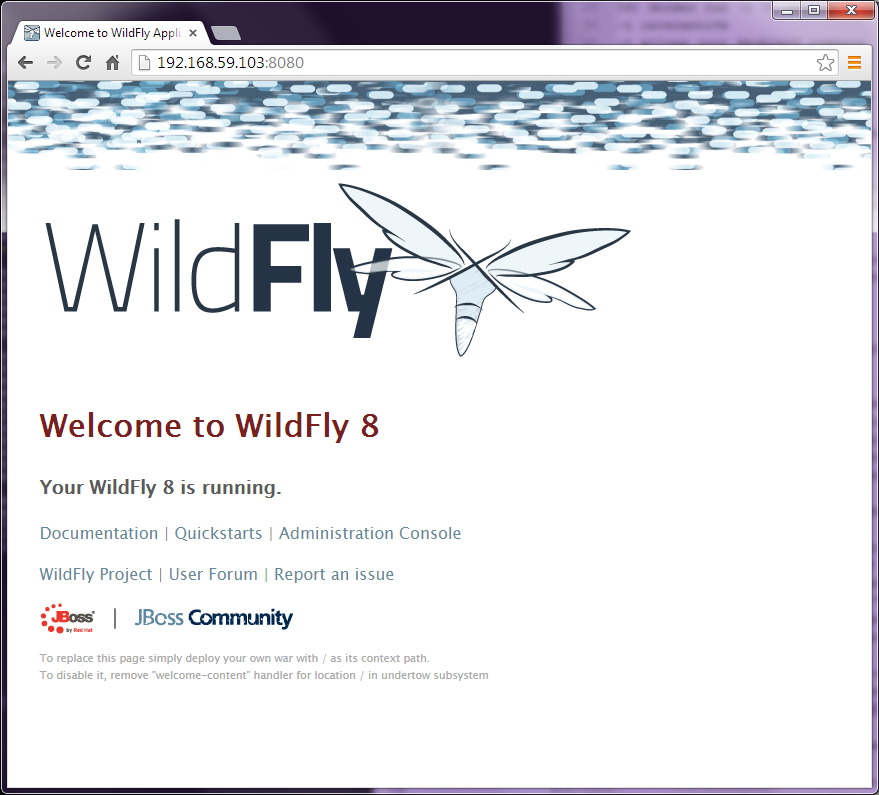 Welcome to WildFly Appli
192.168.59.103:8080
WildFly
Welcome to WildFly 8
Your WildFly 8 is running.
Documentation | Quickstarts | Administration Console
WildFly Project | User Forum | Report an issue
JBoss by Red Hat | JBoss Community
To replace this page simply deploy your own war with / as its context path.
To disable it, remove "welcome-content" handler for location / in undertow subsystem